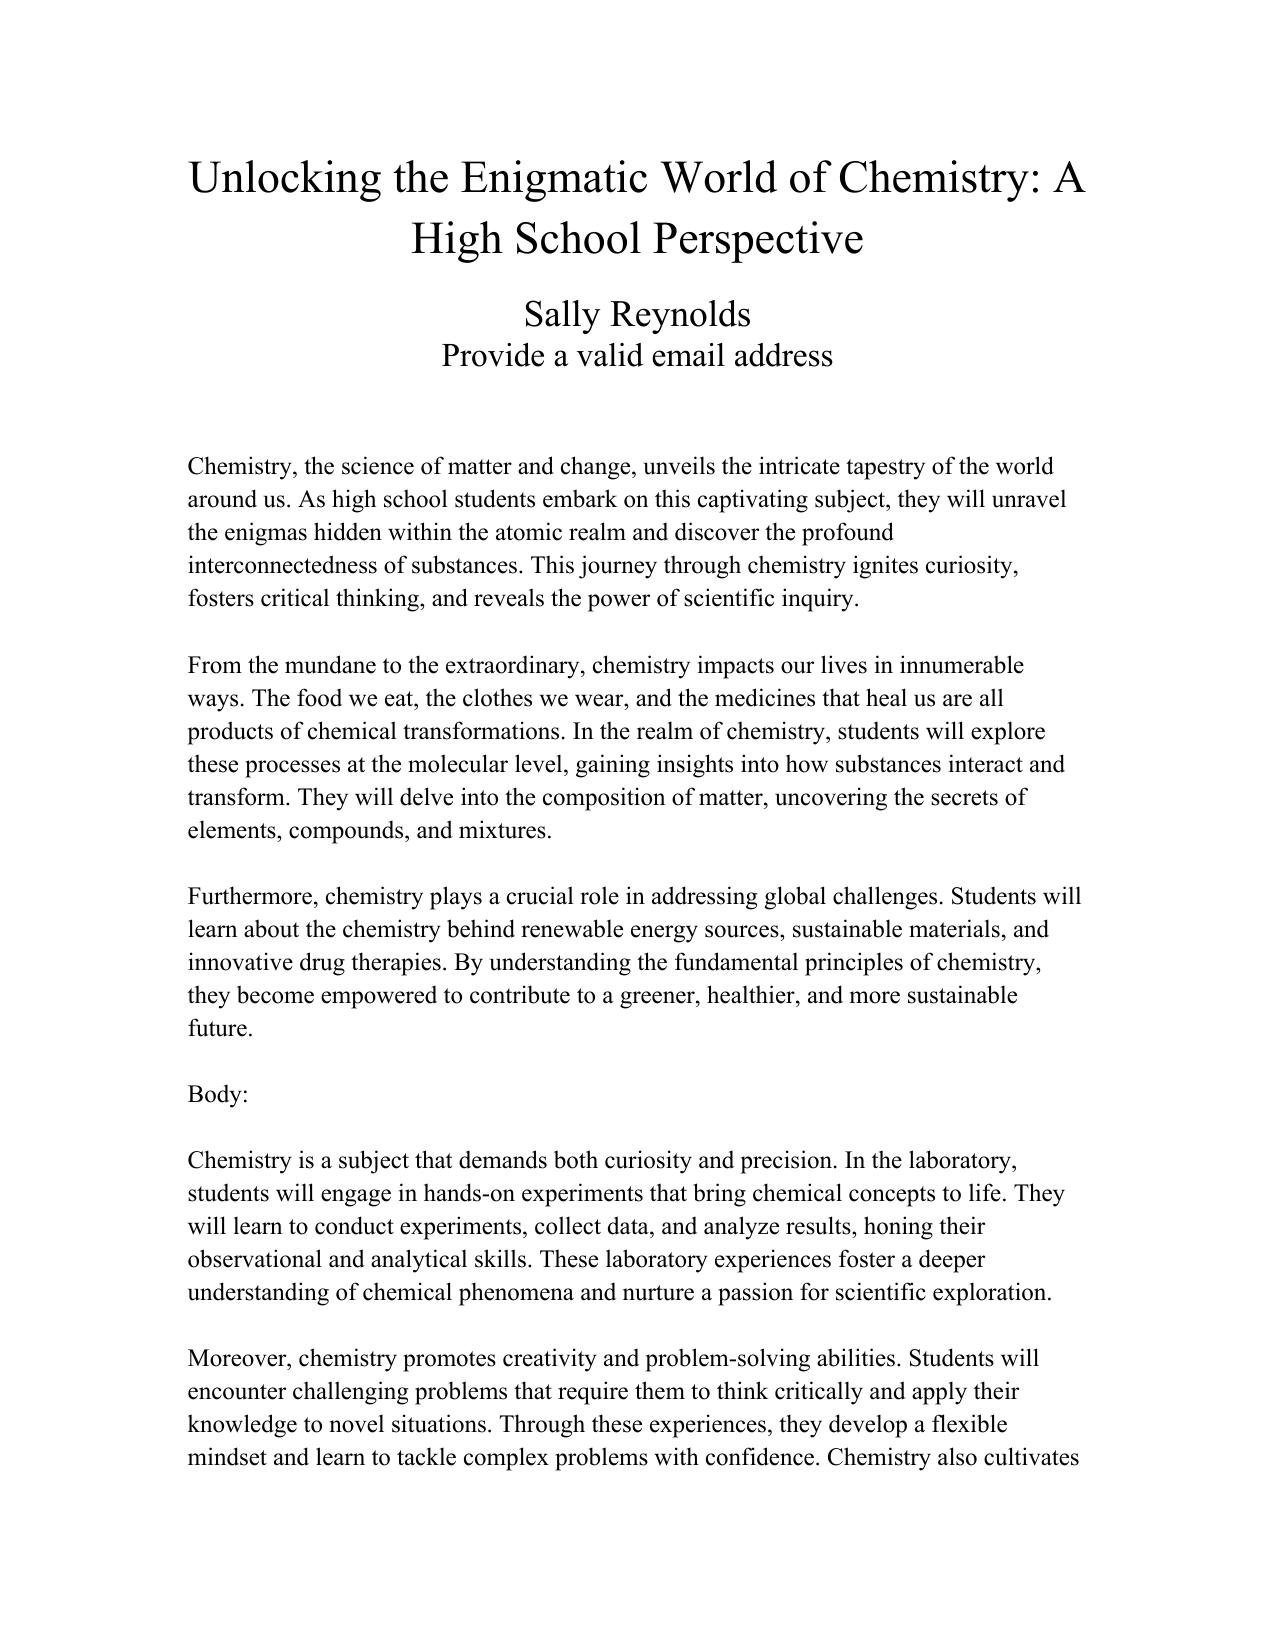 Unlocking the Enigmatic World of Chemistry: A
High School Perspective
Sally Reynolds
Provide a valid email address
Chemistry, the science of matter and change, unveils the intricate tapestry of the world
around us. As high school students embark on this captivating subject, they will unravel
the enigmas hidden within the atomic realm and discover the profound
interconnectedness of substances. This journey through chemistry ignites curiosity,
fosters critical thinking, and reveals the power of scientific inquiry.
From the mundane to the extraordinary, chemistry impacts our lives in innumerable
ways. The food we eat, the clothes we wear, and the medicines that heal us are all
products of chemical transformations. In the realm of chemistry, students will explore
these processes at the molecular level, gaining insights into how substances interact and
transform. They will delve into the composition of matter, uncovering the secrets of
elements, compounds, and mixtures.
Furthermore, chemistry plays a crucial role in addressing global challenges. Students will
learn about the chemistry behind renewable energy sources, sustainable materials, and
innovative drug therapies. By understanding the fundamental principles of chemistry,
they become empowered to contribute to a greener, healthier, and more sustainable
future.
Body:
Chemistry is a subject that demands both curiosity and precision. In the laboratory,
students will engage in hands-on experiments that bring chemical concepts to life. They
will learn to conduct experiments, collect data, and analyze results, honing their
observational and analytical skills. These laboratory experiences foster a deeper
understanding of chemical phenomena and nurture a passion for scientific exploration.
Moreover, chemistry promotes creativity and problem-solving abilities. Students will
encounter challenging problems that require them to think critically and apply their
knowledge to novel situations. Through these experiences, they develop a flexible
mindset and learn to tackle complex problems with confidence. Chemistry also cultivates